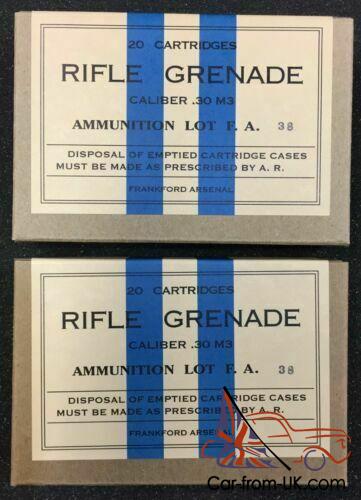 20 CARTRIDGES
RIFLE GRENADE
CALIBER .30 M3
AMMUNITION LOT F. A. 38
DISPOSAL OF EMPTIED CARTRIDGE CASES
MUST BE MADE AS PRESCRIBED BY A. R.
FRANKFORD ARSENAL
20 CARTRIDGES
RIFLE GRENADE
CALIBER .30 M3
AMMUNITION LOT F. A. 38
DISPOSAL OF EMPTIED CARTRIDGE CASES
MUST BE MADE AS PRESCRIBED BY A. R.
FRANKFORD ARSENAL
Car-from-UK.com